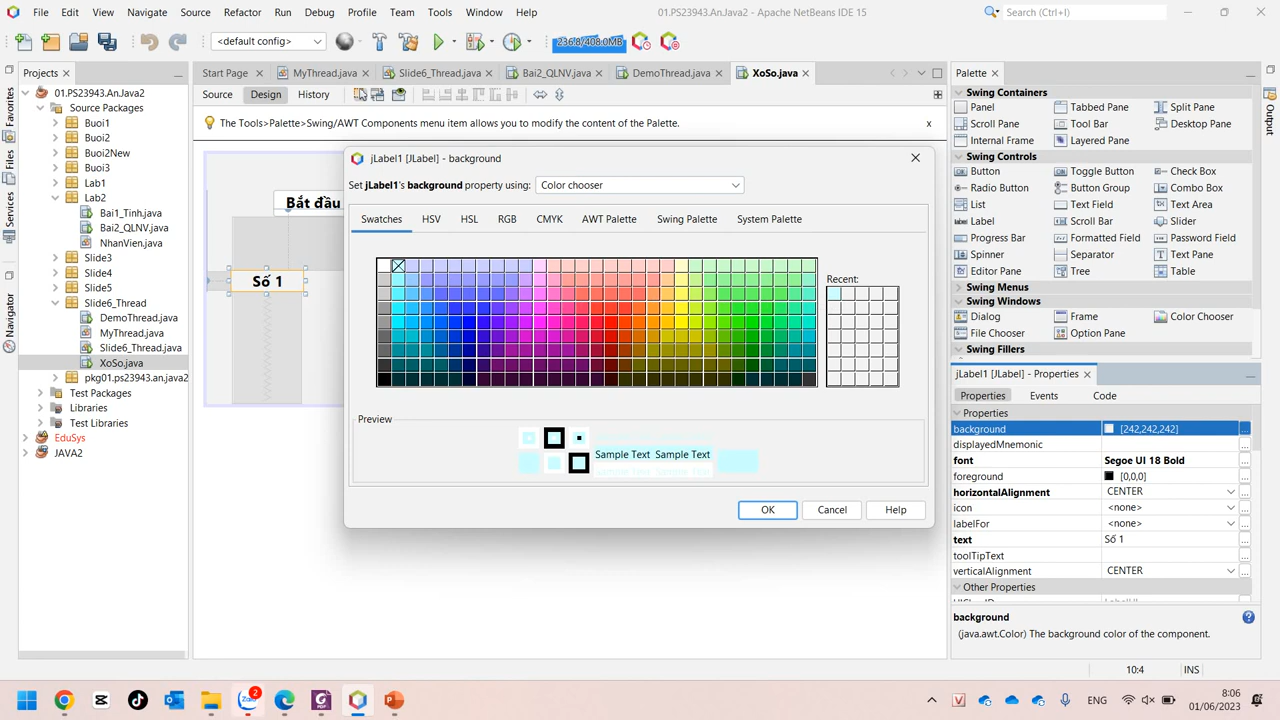 File Edit View Navigate Source Refactor Run Debug Profile Team Tools Window Help
01.PS23943.An.Java2 - Apache NetBeans IDE 15
Search (Ctrl+I)
<default config>
236.8/408.0MB
Projects
Start Page
MyThread.java
Slide6_Thread.java
Bai2_QLNV.java
DemoThread.java
XoSo.java
Palette
Source Design History
The Tools>Palette>Swing/AWT Components menu item allows you to modify the content of the Palette.
x
Favorites
Files
Services
Navigator
Output
01.PS23943.An.Java2
Source Packages
Buoi1
Buoi2
Buoi2New
Buoi3
Lab1
Lab2
Bai1_Tinh.java
Bai2_QLNV.java
NhanVien.java
Slide3
Slide4
Slide5
Slide6_Thread
DemoThread.java
MyThread.java
Slide6_Thread.java
XoSo.java
pkg01.ps23943.an.java2
Test Packages
Libraries
Test Libraries
EduSys
JAVA2
Bắt đầu
Số 1
jLabel1 [JLabel] - background
Set jLabel1's background property using:
Color chooser
Swatches HSV HSL RGB CMYK AWT Palette Swing Palette System Palette
Recent:
Preview
Sample Text Sample Text
OK Cancel Help
Swing Containers
Panel Tabbed Pane Split Pane
Scroll Pane Tool Bar Desktop Pane
Internal Frame Layered Pane
Swing Controls
Button Toggle Button Check Box
Radio Button Button Group Combo Box
List Text Field Text Area
Label Scroll Bar Slider
Progress Bar Formatted Field Password Field
Spinner Separator Text Pane
Editor Pane Tree Table
Swing Menus
Swing Windows
Dialog Frame Color Chooser
File Chooser Option Pane
Swing Fillers
jLabel1 [JLabel] - Properties
Properties Events Code
Properties
background [242,242,242] ...
displayedMnemonic ...
font Segoe UI 18 Bold ...
foreground [0,0,0] ...
horizontalAlignment CENTER ...
icon <none> ...
labelFor <none> ...
text Số 1 ...
toolTipText ...
verticalAlignment CENTER ...
Other Properties
background
(java.awt.Color) The background color of the component.
10:4 INS
2
ENG
8:06
01/06/2023